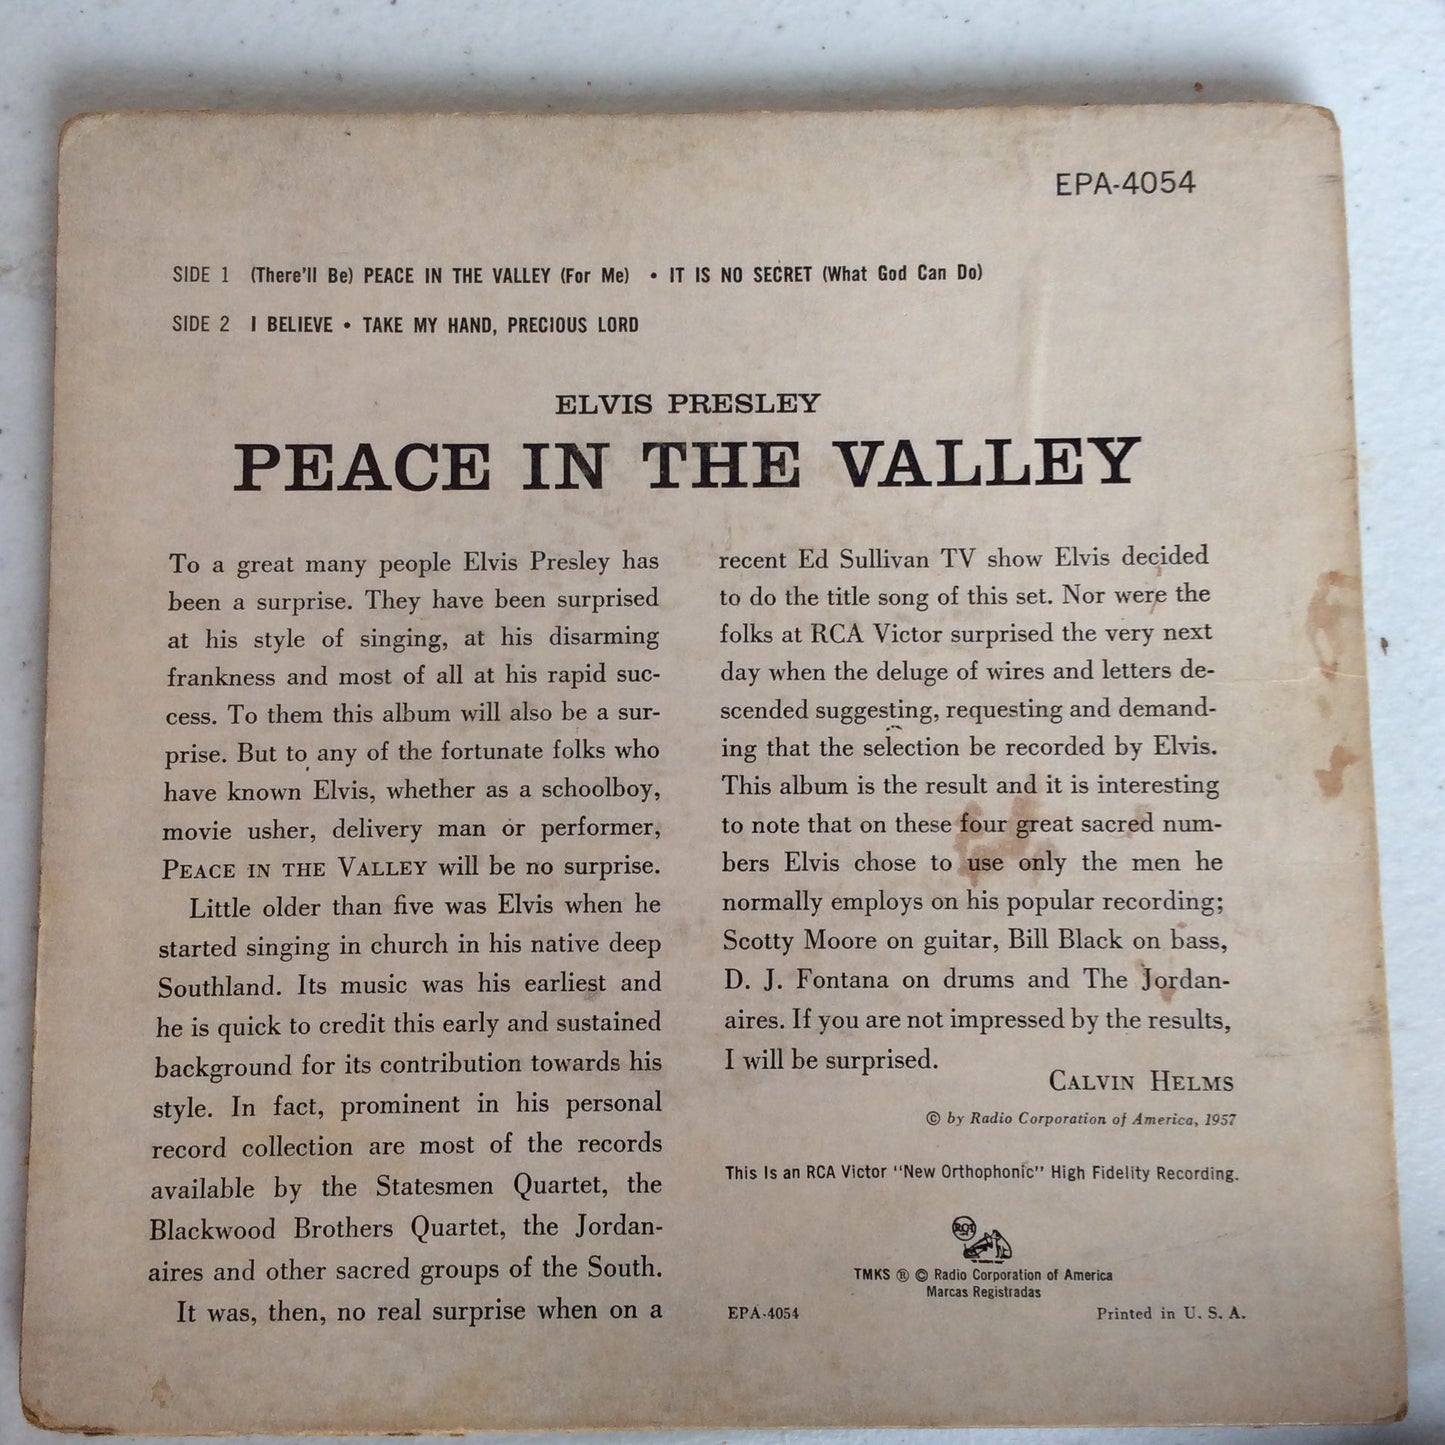 EPA-4054
SIDE 1 (There'll Be) PEACE IN THE VALLEY (For Me) • IT IS NO SECRET (What God Can Do)
SIDE 2 I BELIEVE • TAKE MY HAND, PRECIOUS LORD
ELVIS PRESLEY
PEACE IN THE VALLEY
To a great many people Elvis Presley has
been a surprise. They have been surprised
at his style of singing, at his disarming
frankness and most of all at his rapid suc-
cess. To them this album will also be a sur-
prise. But to any of the fortunate folks who
have known Elvis, whether as a schoolboy,
movie usher, delivery man or performer,
PEACE IN THE VALLEY will be no surprise.
Little older than five was Elvis when he
started singing in church in his native deep
Southland. Its music was his earliest and
he is quick to credit this early and sustained
background for its contribution towards his
style. In fact, prominent in his personal
record collection are most of the records
available by the Statesmen Quartet, the
Blackwood Brothers Quartet, the Jordan-
aires and other sacred groups of the South.
It was, then, no real surprise when on a
recent Ed Sullivan TV show Elvis decided
to do the title song of this set. Nor were the
folks at RCA Victor surprised the very next
day when the deluge of wires and letters de-
scended suggesting, requesting and demand-
ing that the selection be recorded by Elvis.
This album is the result and it is interesting
to note that on these four great sacred num-
bers Elvis chose to use only the men he
normally employs on his popular recording;
Scotty Moore on guitar, Bill Black on bass,
D. J. Fontana on drums and The Jordan-
aires. If you are not impressed by the results,
I will be surprised.
CALVIN HELMS
© by Radio Corporation of America, 1957
This Is an RCA Victor "New Orthophonic" High Fidelity Recording.
RCA
TMKS ® © Radio Corporation of America
Marcas Registradas
EPA-4054 Printed in U. S. A.